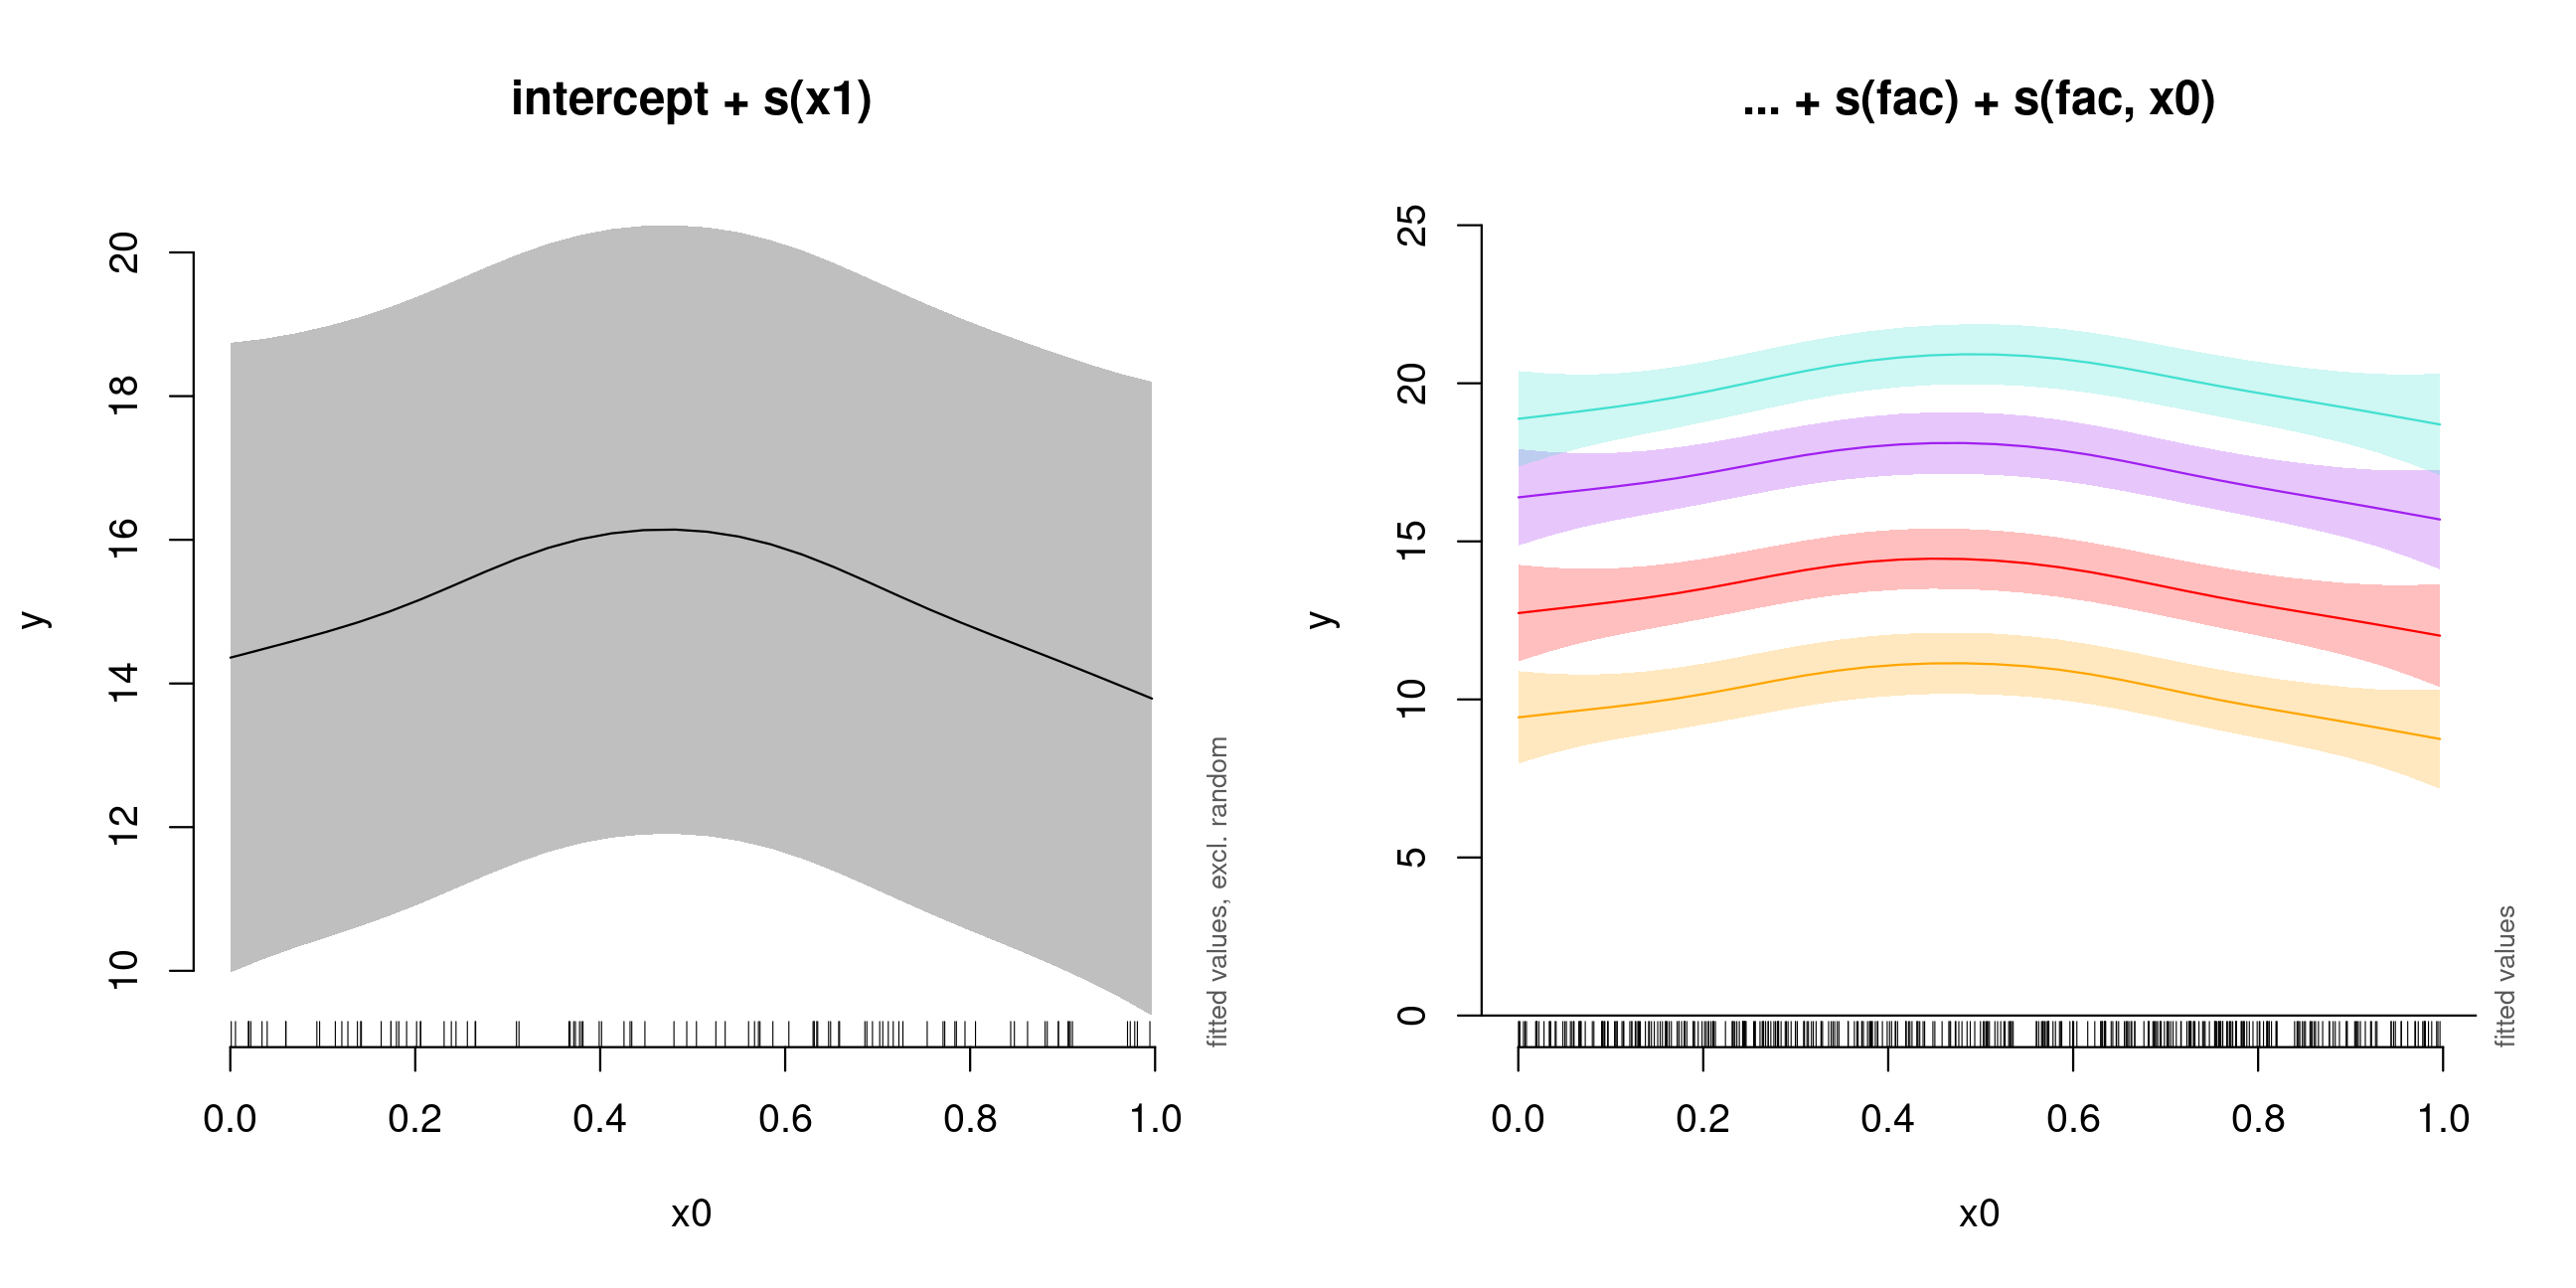 intercept + s(x1)
y
20
18
16
14
12
10
0.0 0.2 0.4 0.6 0.8 1.0
x0
fitted values, excl. random
... + s(fac) + s(fac, x0)
y
25
20
15
10
5
0
0.0 0.2 0.4 0.6 0.8 1.0
x0
fitted values